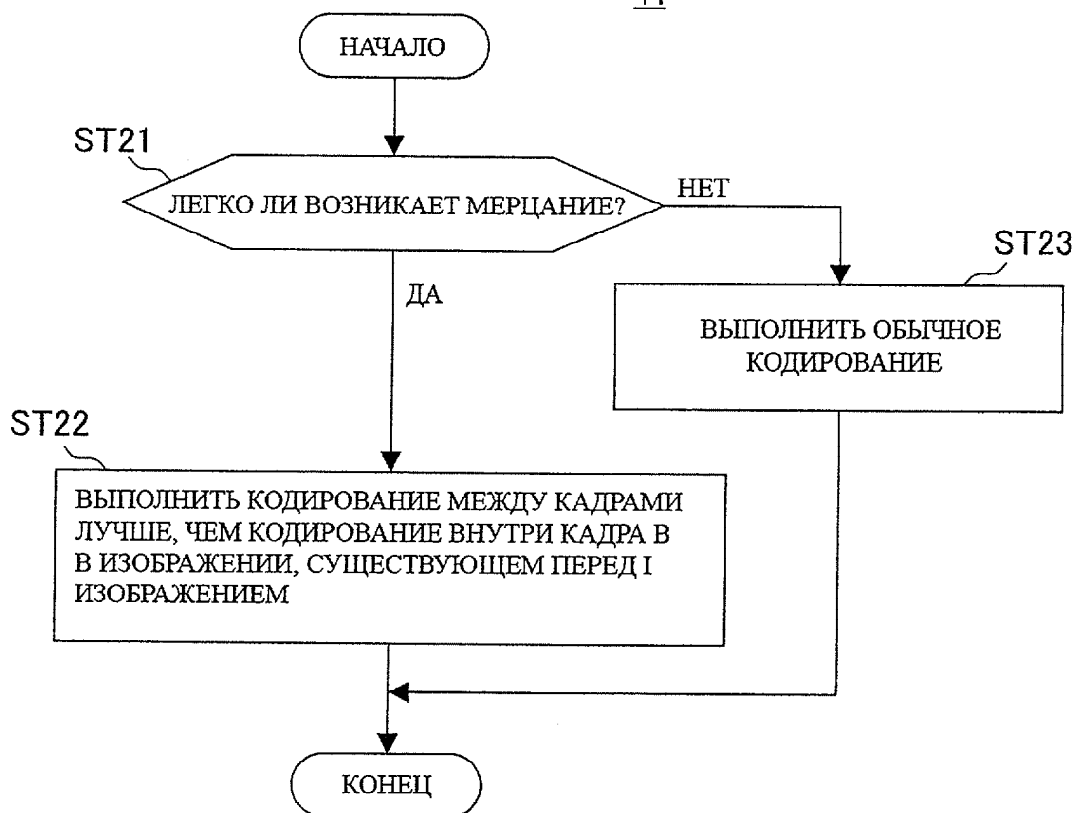 НАЧАЛО
ST21
ЛЕГКО ЛИ ВОЗНИКАЕТ МЕРЦАНИЕ?
НЕТ
ST23
ДА
ВЫПОЛНИТЬ ОБЫЧНОЕ
КОДИРОВАНИЕ
ST22
ВЫПОЛНИТЬ КОДИРОВАНИЕ МЕЖДУ КАДРАМИ
ЛУЧШЕ, ЧЕМ КОДИРОВАНИЕ ВНУТРИ КАДРА В
В ИЗОБРАЖЕНИИ, СУЩЕСТВУЮЩЕМ ПЕРЕД I
ИЗОБРАЖЕНИЕМ
КОНЕЦ